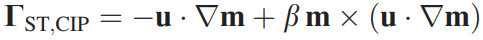 𝚪_ST,CIP = −𝐮 · ∇𝐦 + β 𝐦 × (𝐮 · ∇𝐦)